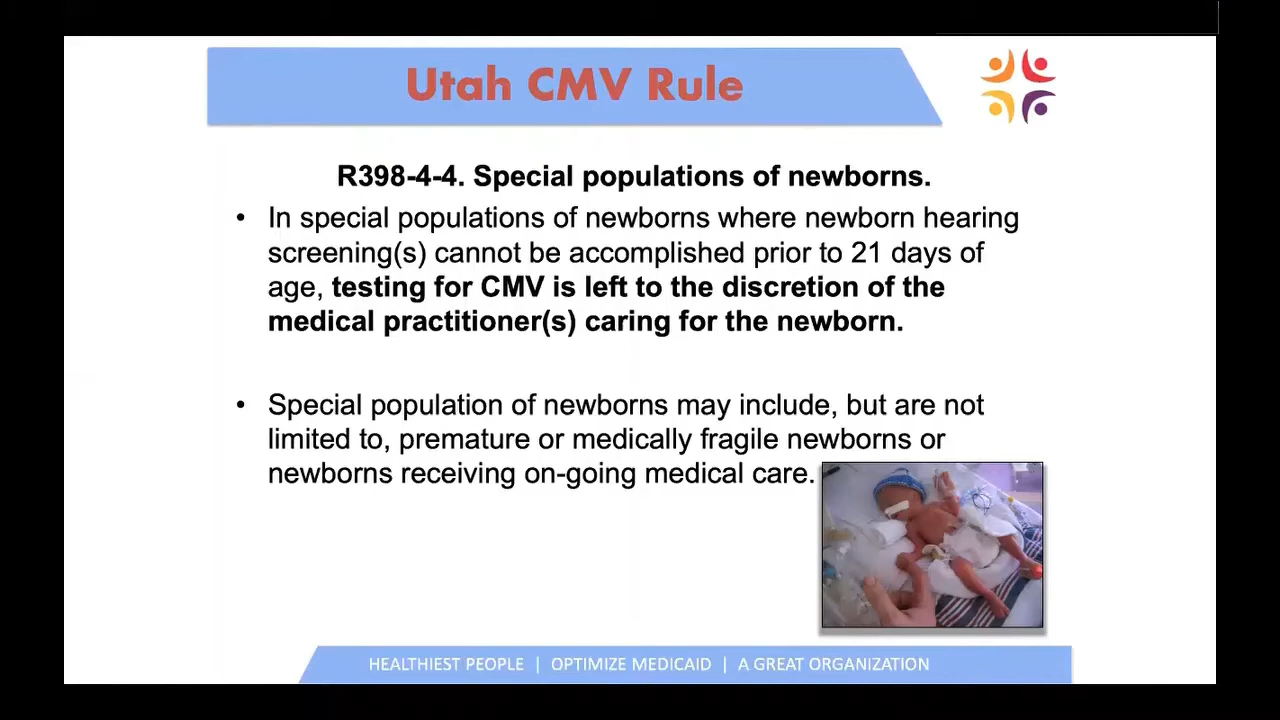 Utah CMV Rule
R398-4-4. Special populations of newborns.
• In special populations of newborns where newborn hearing
screening(s) cannot be accomplished prior to 21 days of
age, testing for CMV is left to the discretion of the
medical practitioner(s) caring for the newborn.
• Special population of newborns may include, but are not
limited to, premature or medically fragile newborns or
newborns receiving on-going medical care.
HEALTHIEST PEOPLE | OPTIMIZE MEDICAID | A GREAT ORGANIZATION